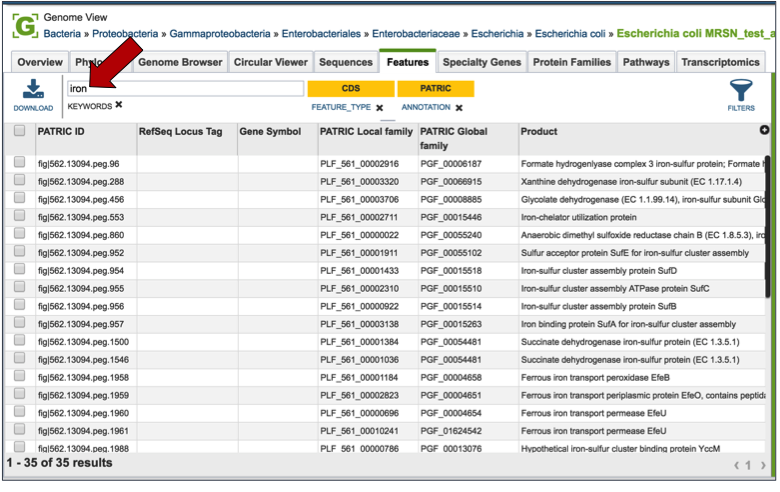 Genome View
Bacteria » Proteobacteria » Gammaproteobacteria » Enterobacteriales » Enterobacteriaceae » Escherichia » Escherichia coli » Escherichia coli MRSN_test_a
Overview Genome Browser Circular Viewer Sequences Features Specialty Genes Protein Families Pathways Transcriptomics
iron CDS PATRIC
DOWNLOAD KEYWORDS ✖ FEATURE_TYPE ✖ ANNOTATION ✖ FILTERS
PATRIC ID RefSeq Locus Tag Gene Symbol PATRIC Local family PATRIC Global family Product
fig|562.13094.peg.96 PLF_561_00002916 PGF_00006187 Formate hydrogenlyase complex 3 iron-sulfur protein; Formate
fig|562.13094.peg.288 PLF_561_00003320 PGF_00066915 Xanthine dehydrogenase iron-sulfur subunit (EC 1.17.1.4)
fig|562.13094.peg.456 PLF_561_00003706 PGF_00008885 Glycolate dehydrogenase (EC 1.1.99.14), iron-sulfur subunit Glc
fig|562.13094.peg.553 PLF_561_00002711 PGF_00015446 Iron-chelator utilization protein
fig|562.13094.peg.860 PLF_561_00000022 PGF_00055240 Anaerobic dimethyl sulfoxide reductase chain B (EC 1.8.5.3), iro
fig|562.13094.peg.952 PLF_561_00001911 PGF_00055102 Sulfur acceptor protein SufE for iron-sulfur cluster assembly
fig|562.13094.peg.954 PLF_561_00001433 PGF_00015518 Iron-sulfur cluster assembly protein SufD
fig|562.13094.peg.955 PLF_561_00002310 PGF_00015510 Iron-sulfur cluster assembly ATPase protein SufC
fig|562.13094.peg.956 PLF_561_00000922 PGF_00015514 Iron-sulfur cluster assembly protein SufB
fig|562.13094.peg.957 PLF_561_00003138 PGF_00015263 Iron binding protein SufA for iron-sulfur cluster assembly
fig|562.13094.peg.1500 PLF_561_00001384 PGF_00054481 Succinate dehydrogenase iron-sulfur protein (EC 1.3.5.1)
fig|562.13094.peg.1546 PLF_561_00001036 PGF_00054481 Succinate dehydrogenase iron-sulfur protein (EC 1.3.5.1)
fig|562.13094.peg.1958 PLF_561_00001184 PGF_00004658 Ferrous iron transport peroxidase EfeB
fig|562.13094.peg.1959 PLF_561_00002823 PGF_00004651 Ferrous iron transport periplasmic protein EfeO, contains peptida
fig|562.13094.peg.1960 PLF_561_00000696 PGF_00004654 Ferrous iron transport permease EfeU
fig|562.13094.peg.1961 PLF_561_00010241 PGF_01624542 Ferrous iron transport permease EfeU
fig|562.13094.peg.1988 PLF_561_00000786 PGF_00013076 Hypothetical iron-sulfur cluster binding protein YccM
1 - 35 of 35 results ‹ 1 ›